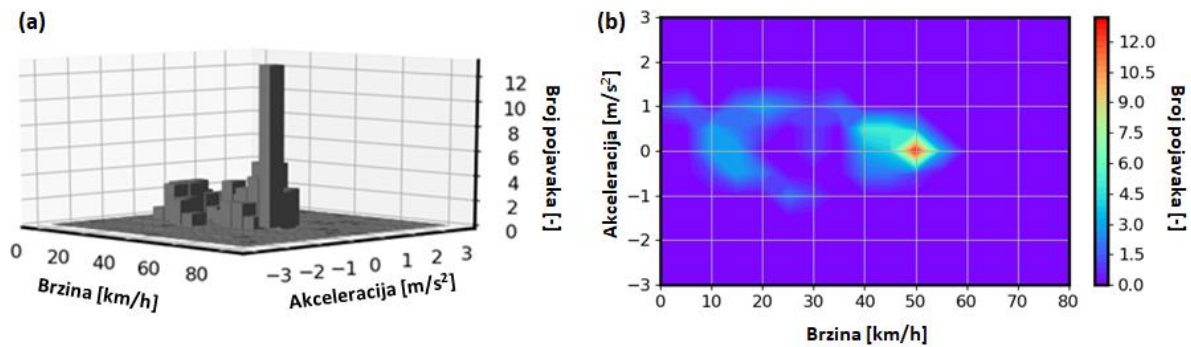 (a)
12
10
8
6
4
2
0
Broj pojavaka [-]
0 20 40 60 80
Brzina [km/h]
−3 −2 −1 0 1 2 3
Akceleracija [m/s²]
(b)
3
2
1
0
−1
−2
−3
Akceleracija [m/s²]
0 10 20 30 40 50 60 70 80
Brzina [km/h]
12.0
10.5
9.0
7.5
6.0
4.5
3.0
1.5
0.0
Broj pojavaka [-]